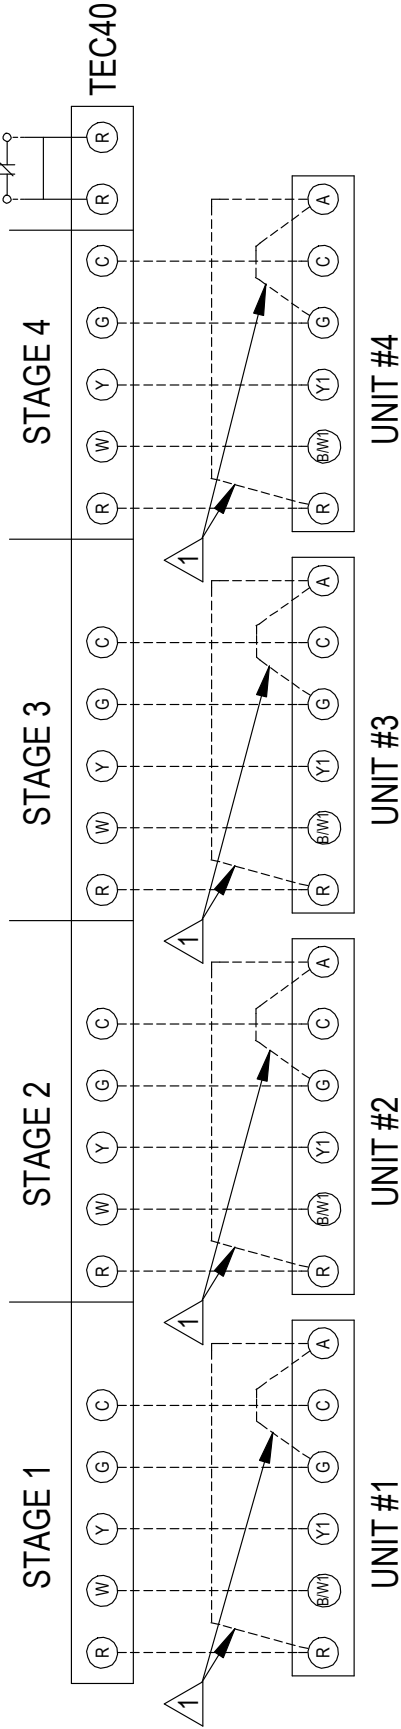 TEC40
STAGE 1
STAGE 2
STAGE 3
STAGE 4
R W Y G C
R W Y G C
R W Y G C
R W Y G C
R R
1
1
1
1
R B/W1 Y1 G C A
R B/W1 Y1 G C A
R B/W1 Y1 G C A
R B/W1 Y1 G C A
UNIT #1
UNIT #2
UNIT #3
UNIT #4